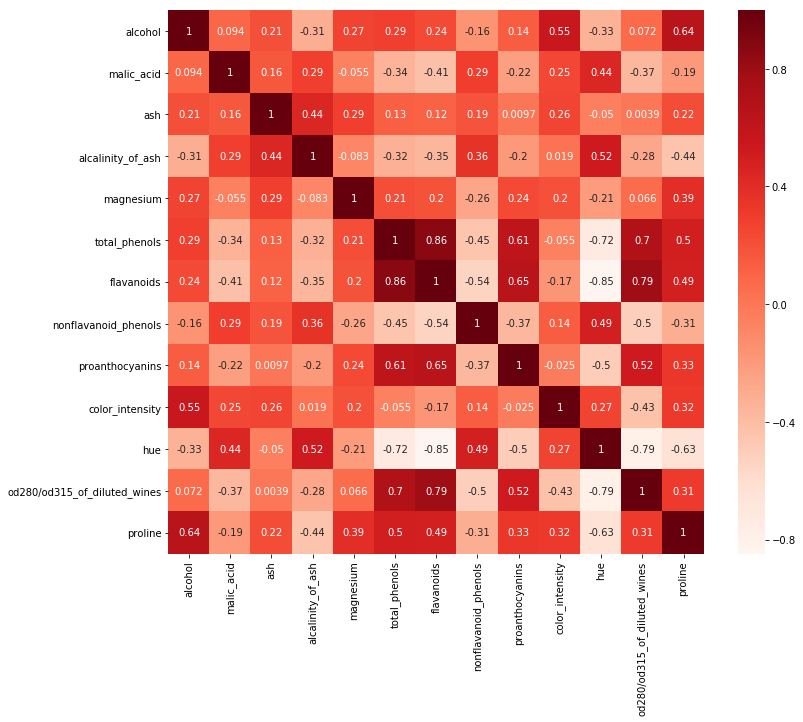 alcohol 1 0.094 0.21 -0.31 0.27 0.29 0.24 -0.16 0.14 0.55 -0.33 0.072 0.64
malic_acid 0.094 1 0.16 0.29 -0.055 -0.34 -0.41 0.29 -0.22 0.25 0.44 -0.37 -0.19
ash 0.21 0.16 1 0.44 0.29 0.13 0.12 0.19 0.0097 0.26 -0.05 0.0039 0.22
alcalinity_of_ash -0.31 0.29 0.44 1 -0.083 -0.32 -0.35 0.36 -0.2 0.019 0.52 -0.28 -0.44
magnesium 0.27 -0.055 0.29 -0.083 1 0.21 0.2 -0.26 0.24 0.2 -0.21 0.066 0.39
total_phenols 0.29 -0.34 0.13 -0.32 0.21 1 0.86 -0.45 0.61 -0.055 -0.72 0.7 0.5
flavanoids 0.24 -0.41 0.12 -0.35 0.2 0.86 1 -0.54 0.65 -0.17 -0.85 0.79 0.49
nonflavanoid_phenols -0.16 0.29 0.19 0.36 -0.26 -0.45 -0.54 1 -0.37 0.14 0.49 -0.5 -0.31
proanthocyanins 0.14 -0.22 0.0097 -0.2 0.24 0.61 0.65 -0.37 1 -0.025 -0.5 0.52 0.33
color_intensity 0.55 0.25 0.26 0.019 0.2 -0.055 -0.17 0.14 -0.025 1 0.27 -0.43 0.32
hue -0.33 0.44 -0.05 0.52 -0.21 -0.72 -0.85 0.49 -0.5 0.27 1 -0.79 -0.63
od280/od315_of_diluted_wines 0.072 -0.37 0.0039 -0.28 0.066 0.7 0.79 -0.5 0.52 -0.43 -0.79 1 0.31
proline 0.64 -0.19 0.22 -0.44 0.39 0.5 0.49 -0.31 0.33 0.32 -0.63 0.31 1
alcohol
malic_acid
ash
alcalinity_of_ash
magnesium
total_phenols
flavanoids
nonflavanoid_phenols
proanthocyanins
color_intensity
hue
od280/od315_of_diluted_wines
proline
0.8
0.4
0.0
-0.4
-0.8